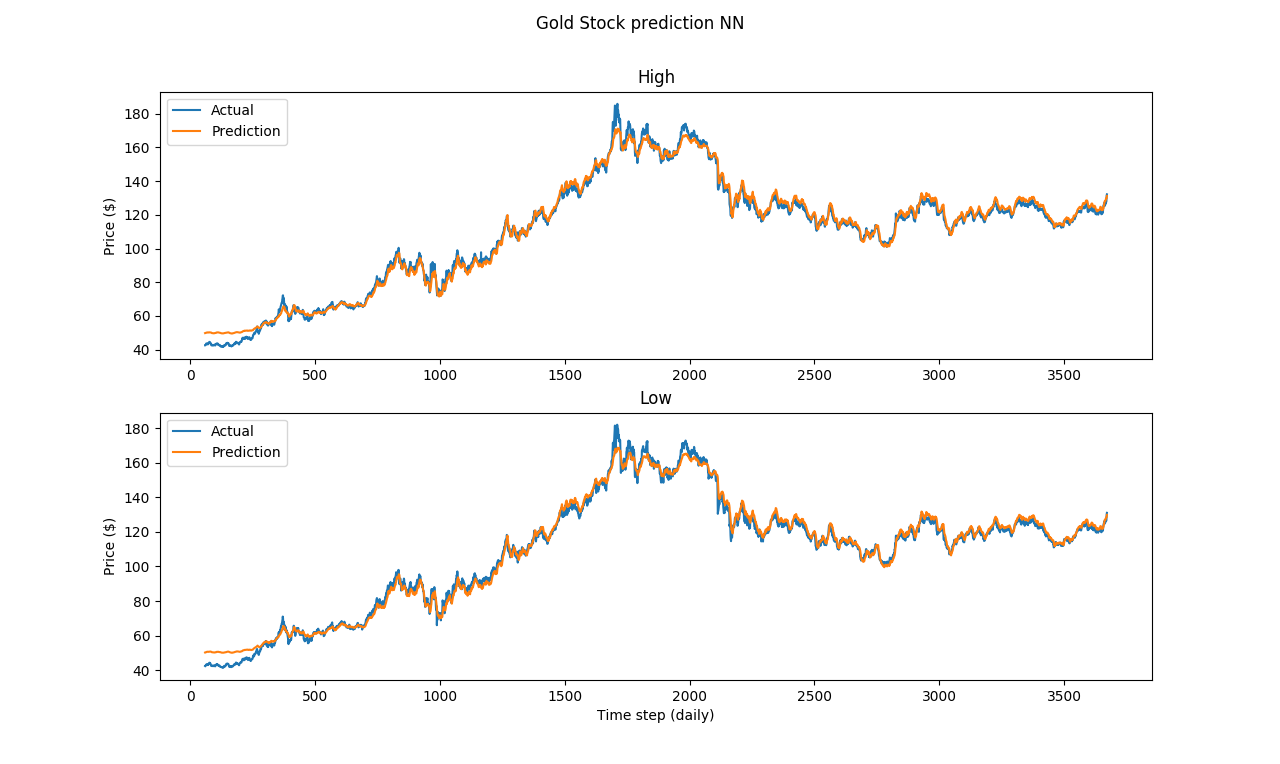 Gold Stock prediction NN
High
Actual
Prediction
Price ($)
180
160
140
120
100
80
60
40
0 500 1000 1500 2000 2500 3000 3500
Low
Actual
Prediction
Price ($)
180
160
140
120
100
80
60
40
0 500 1000 1500 2000 2500 3000 3500
Time step (daily)